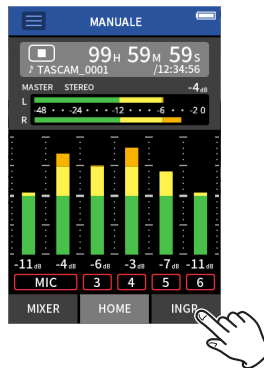 MANUALE
99H 59M 59S
♪ TASCAM_0001 /12:34:56
MASTER STEREO -4dB
L
-48 • • • -24 • • • -12 • • • -6 • • -2 0
R
-11dB -4dB -6dB -3dB -7dB -11dB
MIC 3 4 5 6
MIXER HOME INGR